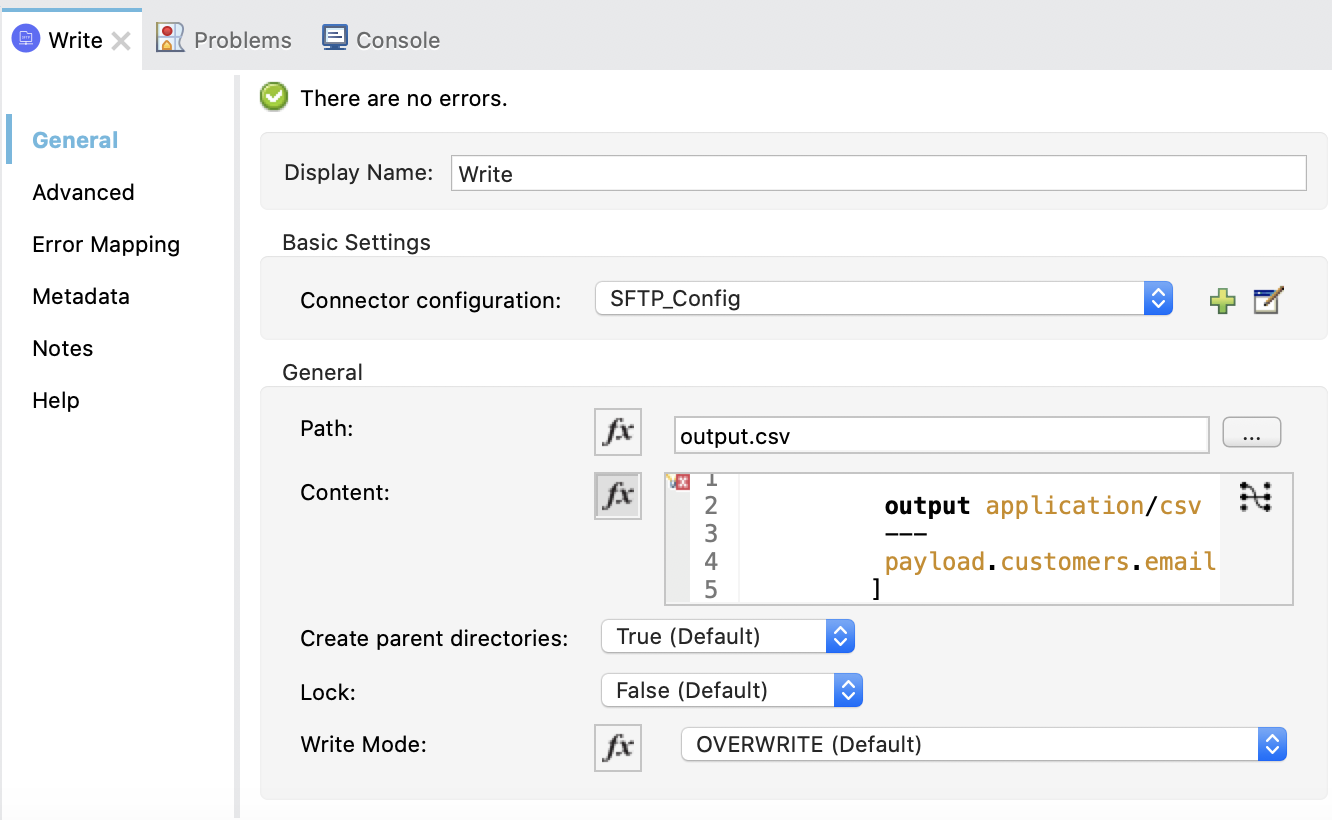 Write
Problems
Console
General
Advanced
Error Mapping
Metadata
Notes
Help
There are no errors.
Display Name: Write
Basic Settings
Connector configuration: SFTP_Config
General
Path: fx output.csv ...
Content: fx
1
2 output application/csv
3 ---
4 payload.customers.email
5 ]
Create parent directories: True (Default)
Lock: False (Default)
Write Mode: fx OVERWRITE (Default)